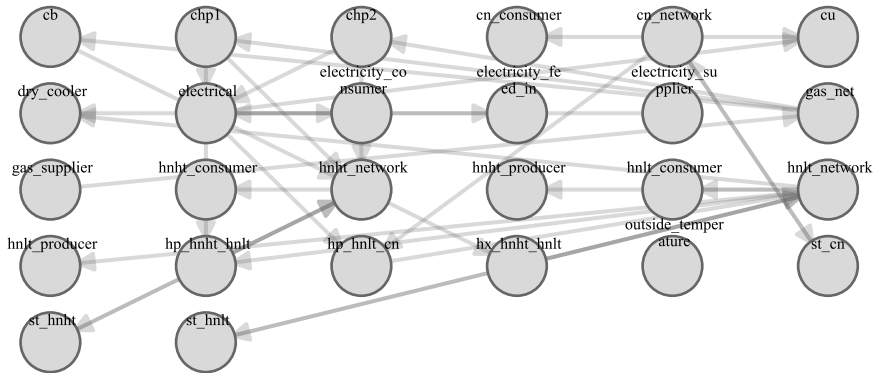 cb
chp1
chp2
cn_consumer
cn_network
cu
dry_cooler
electrical
electricity_co
nsumer
electricity_fe
ed_in
electricity_su
pplier
gas_net
gas_supplier
hnht_consumer
hnht_network
hnht_producer
hnlt_consumer
hnlt_network
hnlt_producer
hp_hnht_hnlt
hp_hnlt_cn
hx_hnht_hnlt
outside_temper
ature
st_cn
st_hnht
st_hnlt